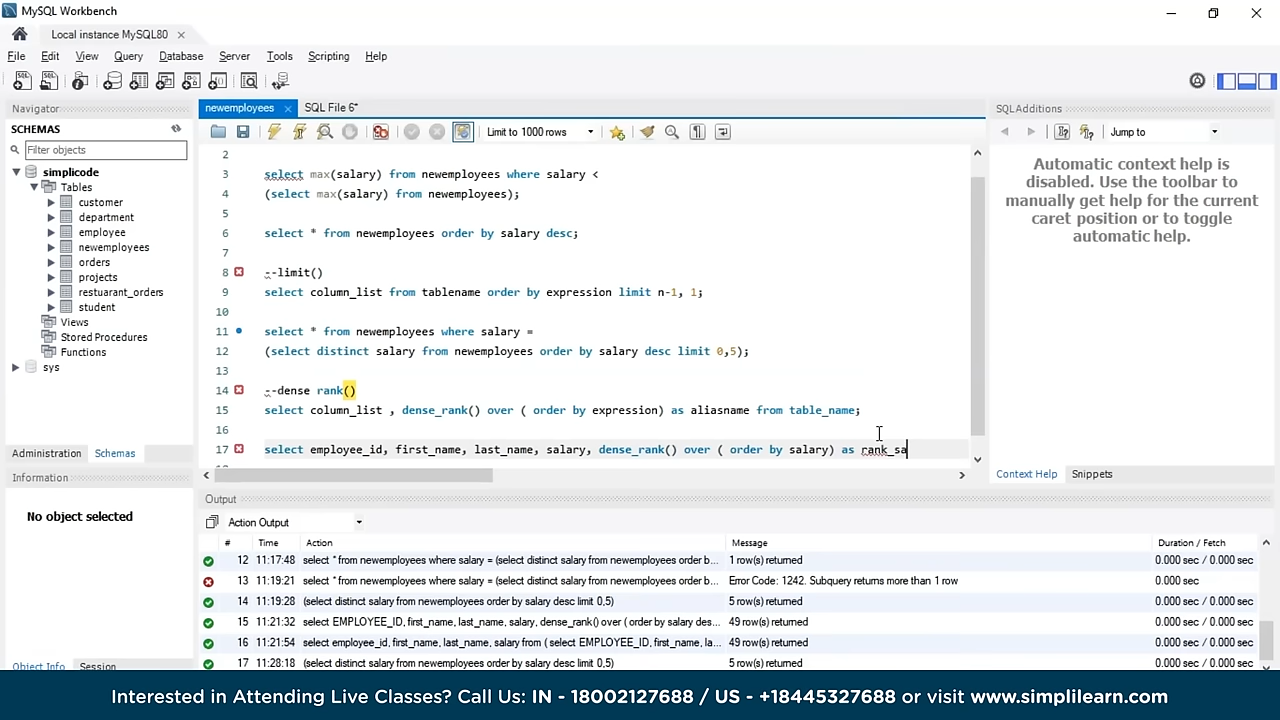 MySQL Workbench
Local instance MySQL80
File Edit View Query Database Server Tools Scripting Help
Navigator
SCHEMAS
Filter objects
simplicode
Tables
customer
department
employee
newemployees
orders
projects
restuarant_orders
student
Views
Stored Procedures
Functions
sys
Administration Schemas
Information
No object selected
Object Info Session
newemployees SQL File 6*
Limit to 1000 rows
2
3 select max(salary) from newemployees where salary <
4 (select max(salary) from newemployees);
5
6 select * from newemployees order by salary desc;
7
8 --limit()
9 select column_list from tablename order by expression limit n-1, 1;
10
11 select * from newemployees where salary =
12 (select distinct salary from newemployees order by salary desc limit 0,5);
13
14 --dense rank()
15 select column_list , dense_rank() over ( order by expression) as aliasname from table_name;
16
17 select employee_id, first_name, last_name, salary, dense_rank() over ( order by salary) as rank_sa
SQLAdditions
Jump to
Automatic context help is
disabled. Use the toolbar to
manually get help for the current
caret position or to toggle
automatic help.
Context Help Snippets
Output
Action Output
# Time Action Message Duration / Fetch
12 11:17:48 select * from newemployees where salary = (select distinct salary from newemployees order b... 1 row(s) returned 0.000 sec / 0.000 sec
13 11:19:21 select * from newemployees where salary = (select distinct salary from newemployees order b... Error Code: 1242. Subquery returns more than 1 row 0.000 sec
14 11:19:28 (select distinct salary from newemployees order by salary desc limit 0,5) 5 row(s) returned 0.000 sec / 0.000 sec
15 11:21:32 select EMPLOYEE_ID, first_name, last_name, salary, dense_rank() over ( order by salary des... 49 row(s) returned 0.000 sec / 0.000 sec
16 11:21:54 select employee_id, first_name, last_name, salary from ( select EMPLOYEE_ID, first_name, la... 49 row(s) returned 0.000 sec / 0.000 sec
17 11:28:18 (select distinct salary from newemployees order by salary desc limit 0,5) 5 row(s) returned 0.000 sec / 0.000 sec
Interested in Attending Live Classes? Call Us: IN - 18002127688 / US - +18445327688 or visit www.simplilearn.com